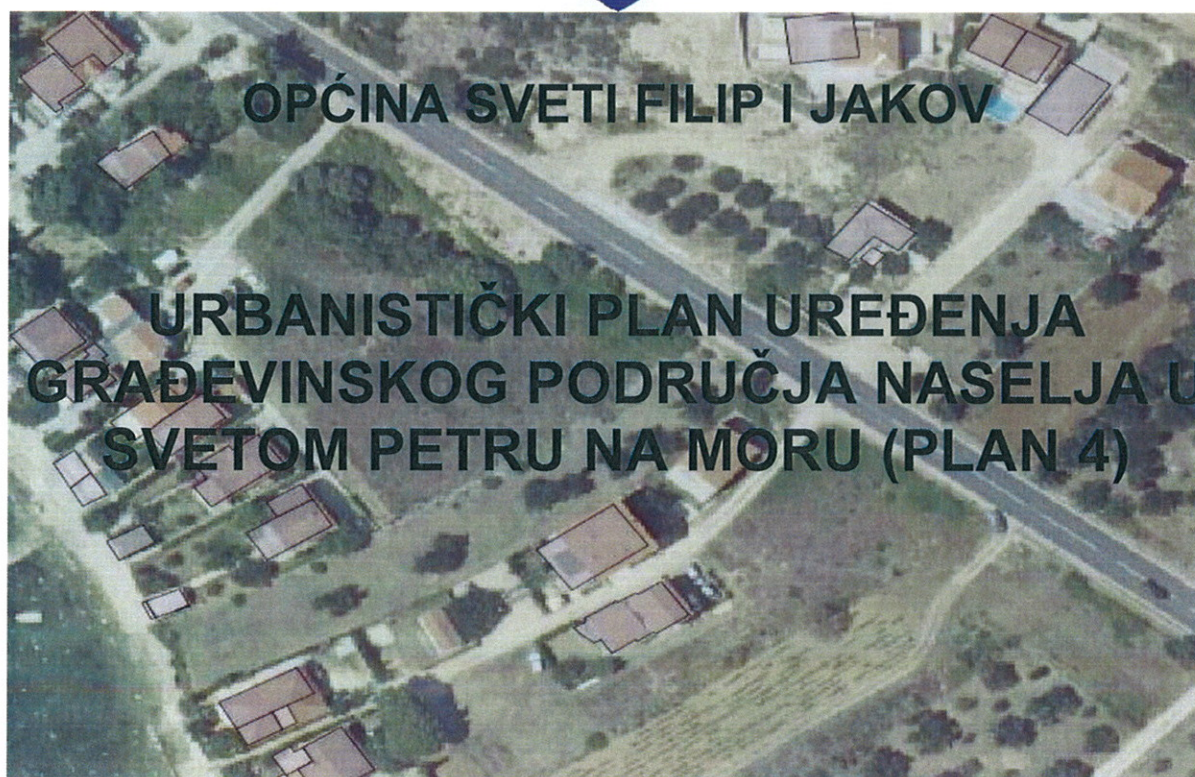 OPĆINA SVETI FILIP I JAKOV
URBANISTIČKI PLAN UREĐENJA
GRAĐEVINSKOG PODRUČJA NASELJA U
SVETOM PETRU NA MORU (PLAN 4)